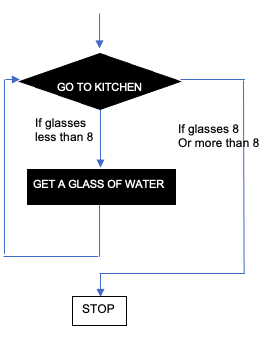 GO TO KITCHEN
If glasses
less than 8
If glasses 8
Or more than 8
GET A GLASS OF WATER
STOP